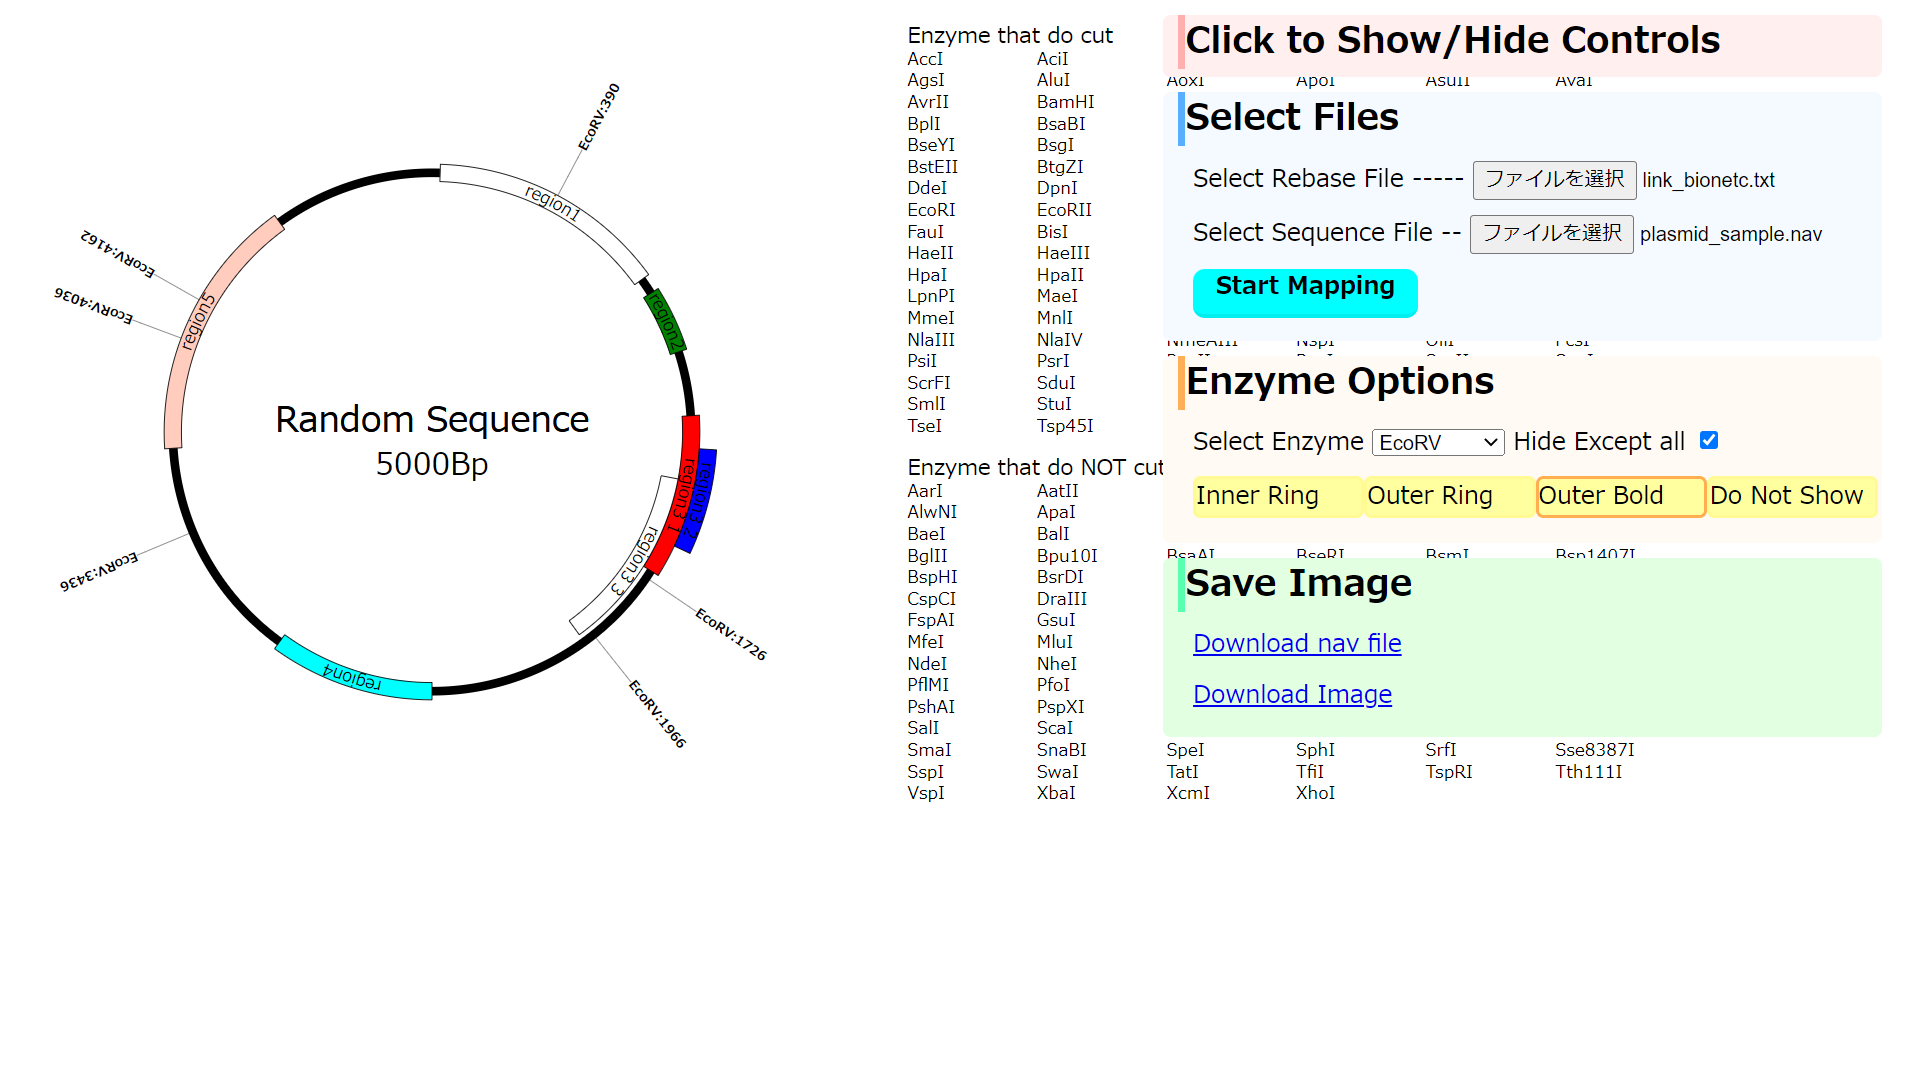 EcoRV:390
region1
region2
EcoRV:4162
EcoRV:4036
region5
Random Sequence
5000Bp
region3_1
region3_2
region3_3
EcoRV:3436
EcoRV:1726
EcoRV:1966
region4
Enzyme that do cut
AccI AciI
AgsI AluI AoxI ApoI AsuII AvaI
AvrII BamHI
BplI BsaBI
BseYI BsgI
BstEII BtgZI
DdeI DpnI
EcoRI EcoRII
FauI BisI
HaeII HaeIII
HpaI HpaII
LpnPI MaeI
MmeI MnlI
NlaIII NlaIV NmeAIII NspI OliI PcsI
PsiI PsrI
ScrFI SduI
SmlI StuI
TseI Tsp45I
Enzyme that do NOT cut
AarI AatII
AlwNI ApaI
BaeI BalI
BglII Bpu10I BsaAI BseRI BsmI Bsp1407I
BspHI BsrDI
CspCI DraIII
FspAI GsuI
MfeI MluI
NdeI NheI
PflMI PfoI
PshAI PspXI
SalI ScaI
SmaI SnaBI SpeI SphI SrfI Sse8387I
SspI SwaI TatI TfiI TspRI Tth111I
VspI XbaI XcmI XhoI
Click to Show/Hide Controls
Select Files
Select Rebase File ----- ファイルを選択 link_bionetc.txt
Select Sequence File -- ファイルを選択 plasmid_sample.nav
Start Mapping
Enzyme Options
Select Enzyme EcoRV Hide Except all
Inner Ring Outer Ring Outer Bold Do Not Show
Save Image
Download nav file
Download Image